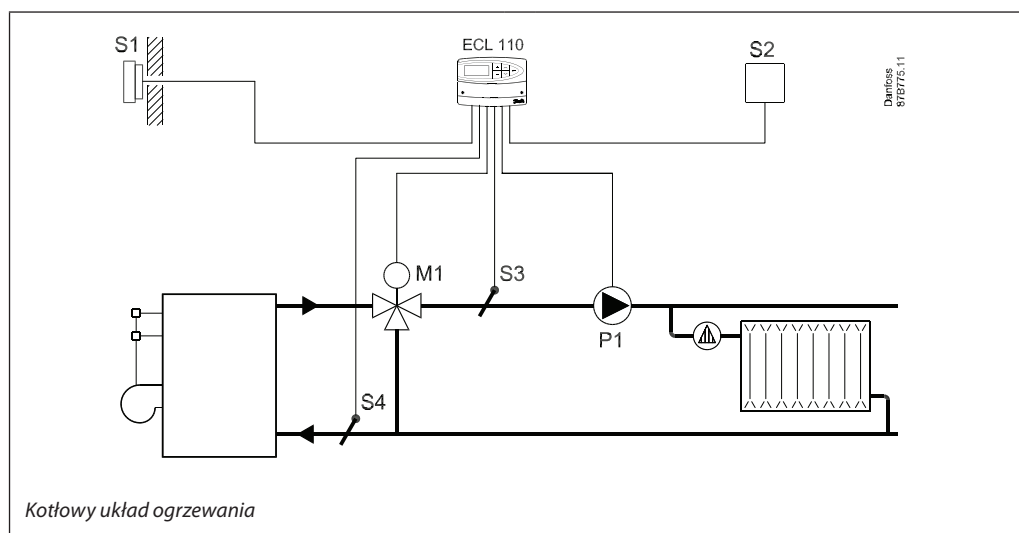 S1
ECL 110
S2
Danfoss
87B775.11
M1
S3
P1
S4
Kotłowy układ ogrzewania